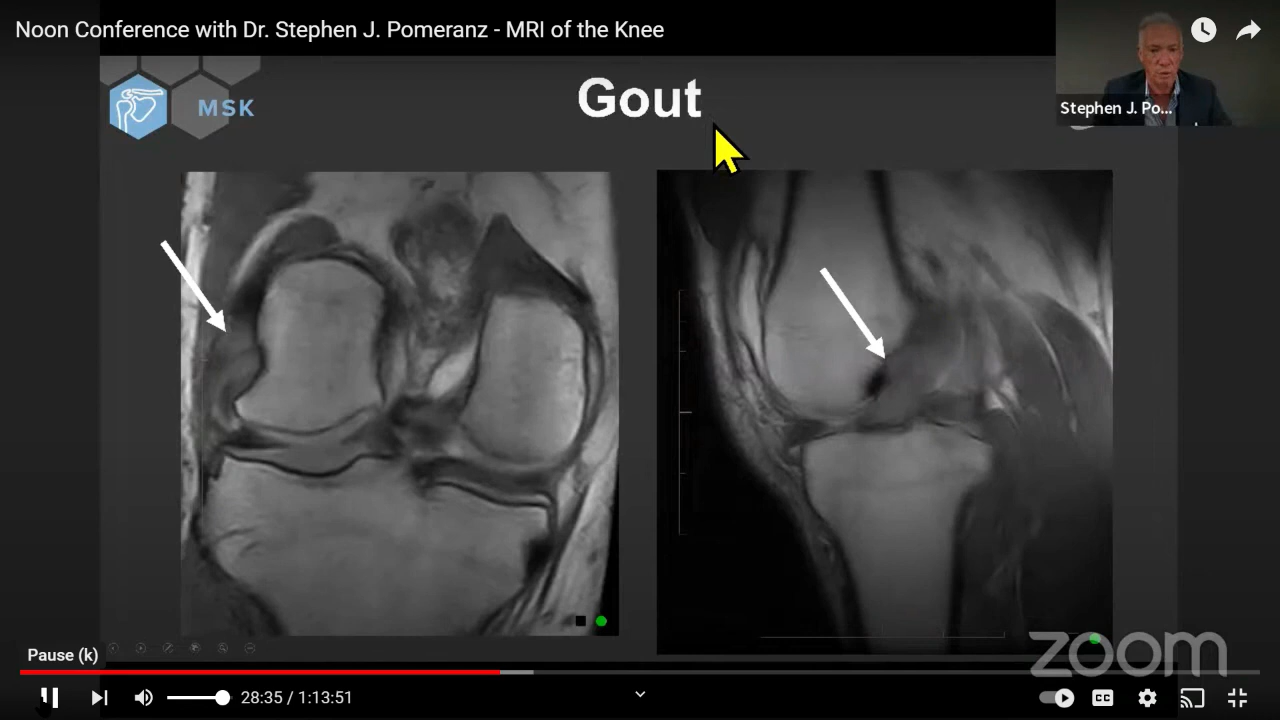 Noon Conference with Dr. Stephen J. Pomeranz - MRI of the Knee
MSK
Gout
Stephen J. Po...
zoom
Pause (k)
28:35 / 1:13:51
CC